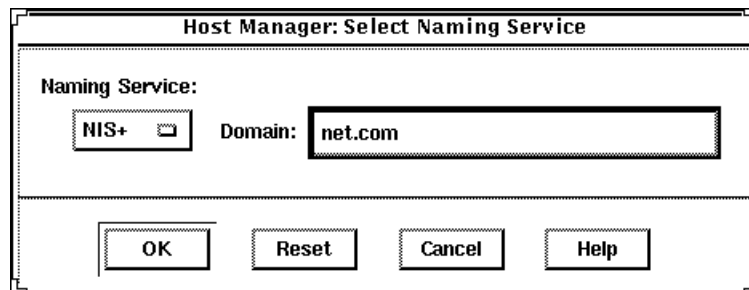 Host Manager: Select Naming Service
Naming Service:
NIS+ Domain: net.com
OK Reset Cancel Help